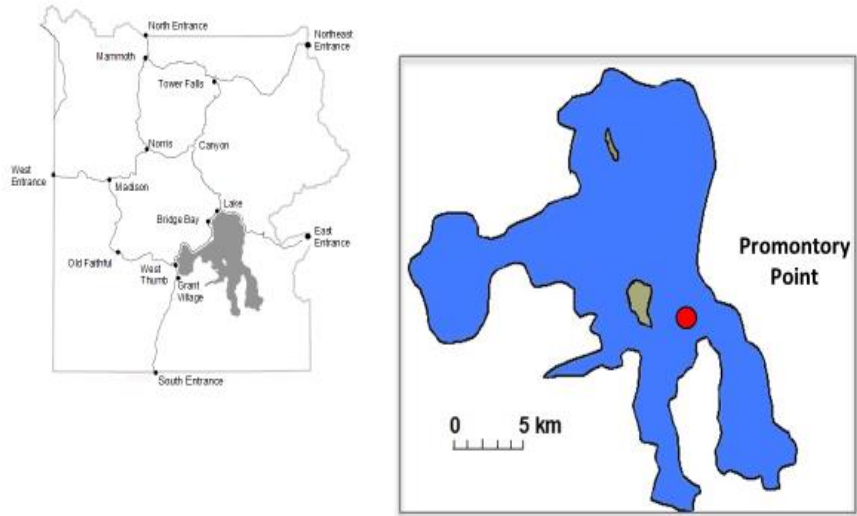 North Entrance
Northeast
Entrance
Mammoth
Tower Falls
Norris
Canyon
West
Entrance
Madison
Lake
Bridge Bay
East
Entrance
Old Faithful
West
Thumb
Grant
Village
South Entrance
Promontory
Point
0 5 km